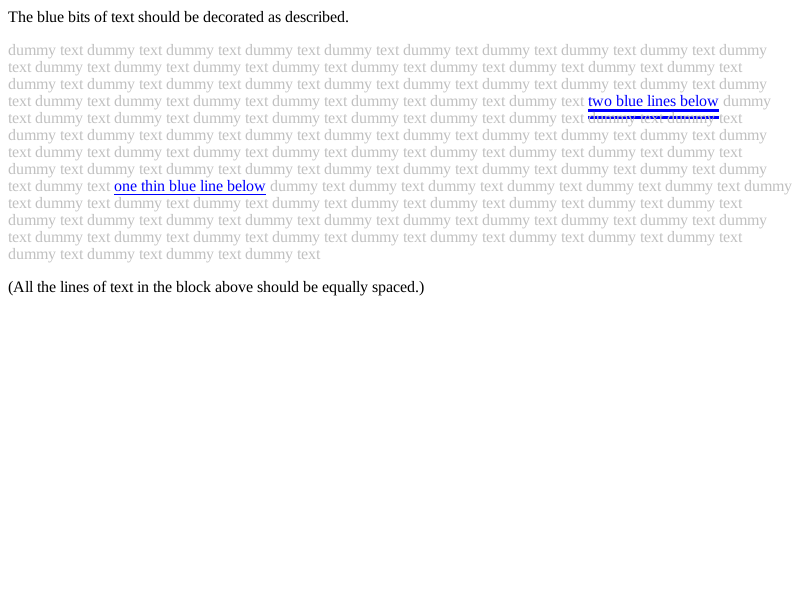 The blue bits of text should be decorated as described.
dummy text dummy text dummy text dummy text dummy text dummy text dummy text dummy text dummy text dummy
text dummy text dummy text dummy text dummy text dummy text dummy text dummy text dummy text dummy text
dummy text dummy text dummy text dummy text dummy text dummy text dummy text dummy text dummy text dummy
text dummy text dummy text dummy text dummy text dummy text dummy text dummy text two blue lines below dummy
text dummy text dummy text dummy text dummy text dummy text dummy text dummy text dummy text dummy text
dummy text dummy text dummy text dummy text dummy text dummy text dummy text dummy text dummy text dummy
text dummy text dummy text dummy text dummy text dummy text dummy text dummy text dummy text dummy text
dummy text dummy text dummy text dummy text dummy text dummy text dummy text dummy text dummy text dummy
text dummy text one thin blue line below dummy text dummy text dummy text dummy text dummy text dummy text dummy
text dummy text dummy text dummy text dummy text dummy text dummy text dummy text dummy text dummy text
dummy text dummy text dummy text dummy text dummy text dummy text dummy text dummy text dummy text dummy
text dummy text dummy text dummy text dummy text dummy text dummy text dummy text dummy text dummy text
dummy text dummy text dummy text dummy text
(All the lines of text in the block above should be equally spaced.)